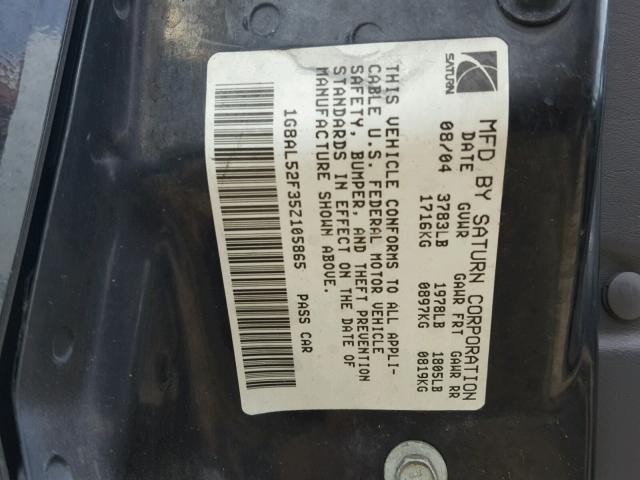 SATURN
MFD BY SATURN CORPORATION
DATE GVWR GAWR FRT GAWR RR
08/04 3783LB 1978LB 1805LB
1716KG 0897KG 0819KG
THIS VEHICLE CONFORMS TO ALL APPLI-
CABLE U.S. FEDERAL MOTOR VEHICLE
SAFETY, BUMPER, AND THEFT PREVENTION
STANDARDS IN EFFECT ON THE DATE OF
MANUFACTURE SHOWN ABOVE.
1G8AL52F35Z105865 PASS CAR